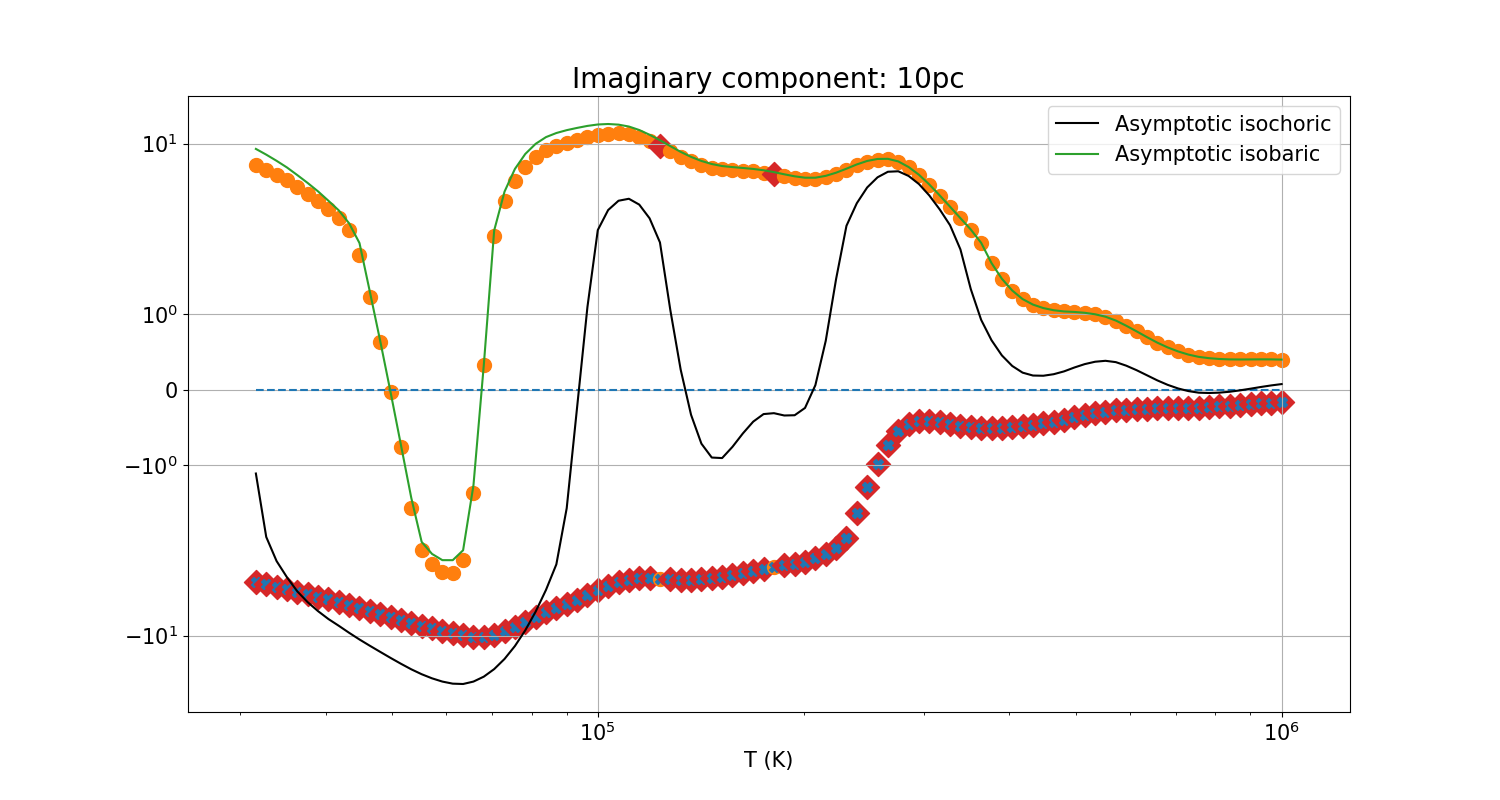 Imaginary component: 10pc
Asymptotic isochoric
Asymptotic isobaric
10¹
10⁰
0
−10⁰
−10¹
10⁵
10⁶
T (K)